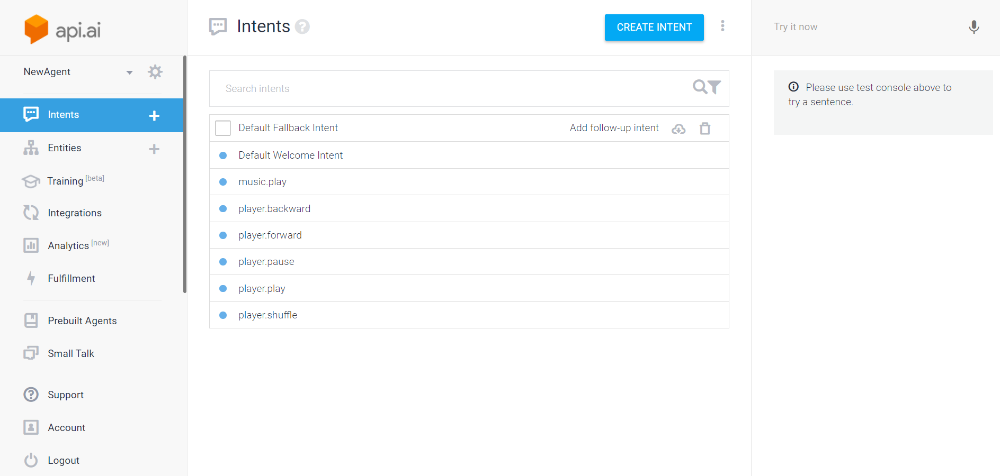 api.ai
NewAgent
Intents
Entities
Training [beta]
Integrations
Analytics [new]
Fulfillment
Prebuilt Agents
Small Talk
Support
Account
Logout
Intents ?
CREATE INTENT
Search intents
Default Fallback Intent Add follow-up intent
Default Welcome Intent
music.play
player.backward
player.forward
player.pause
player.play
player.shuffle
Try it now
Please use test console above to
try a sentence.